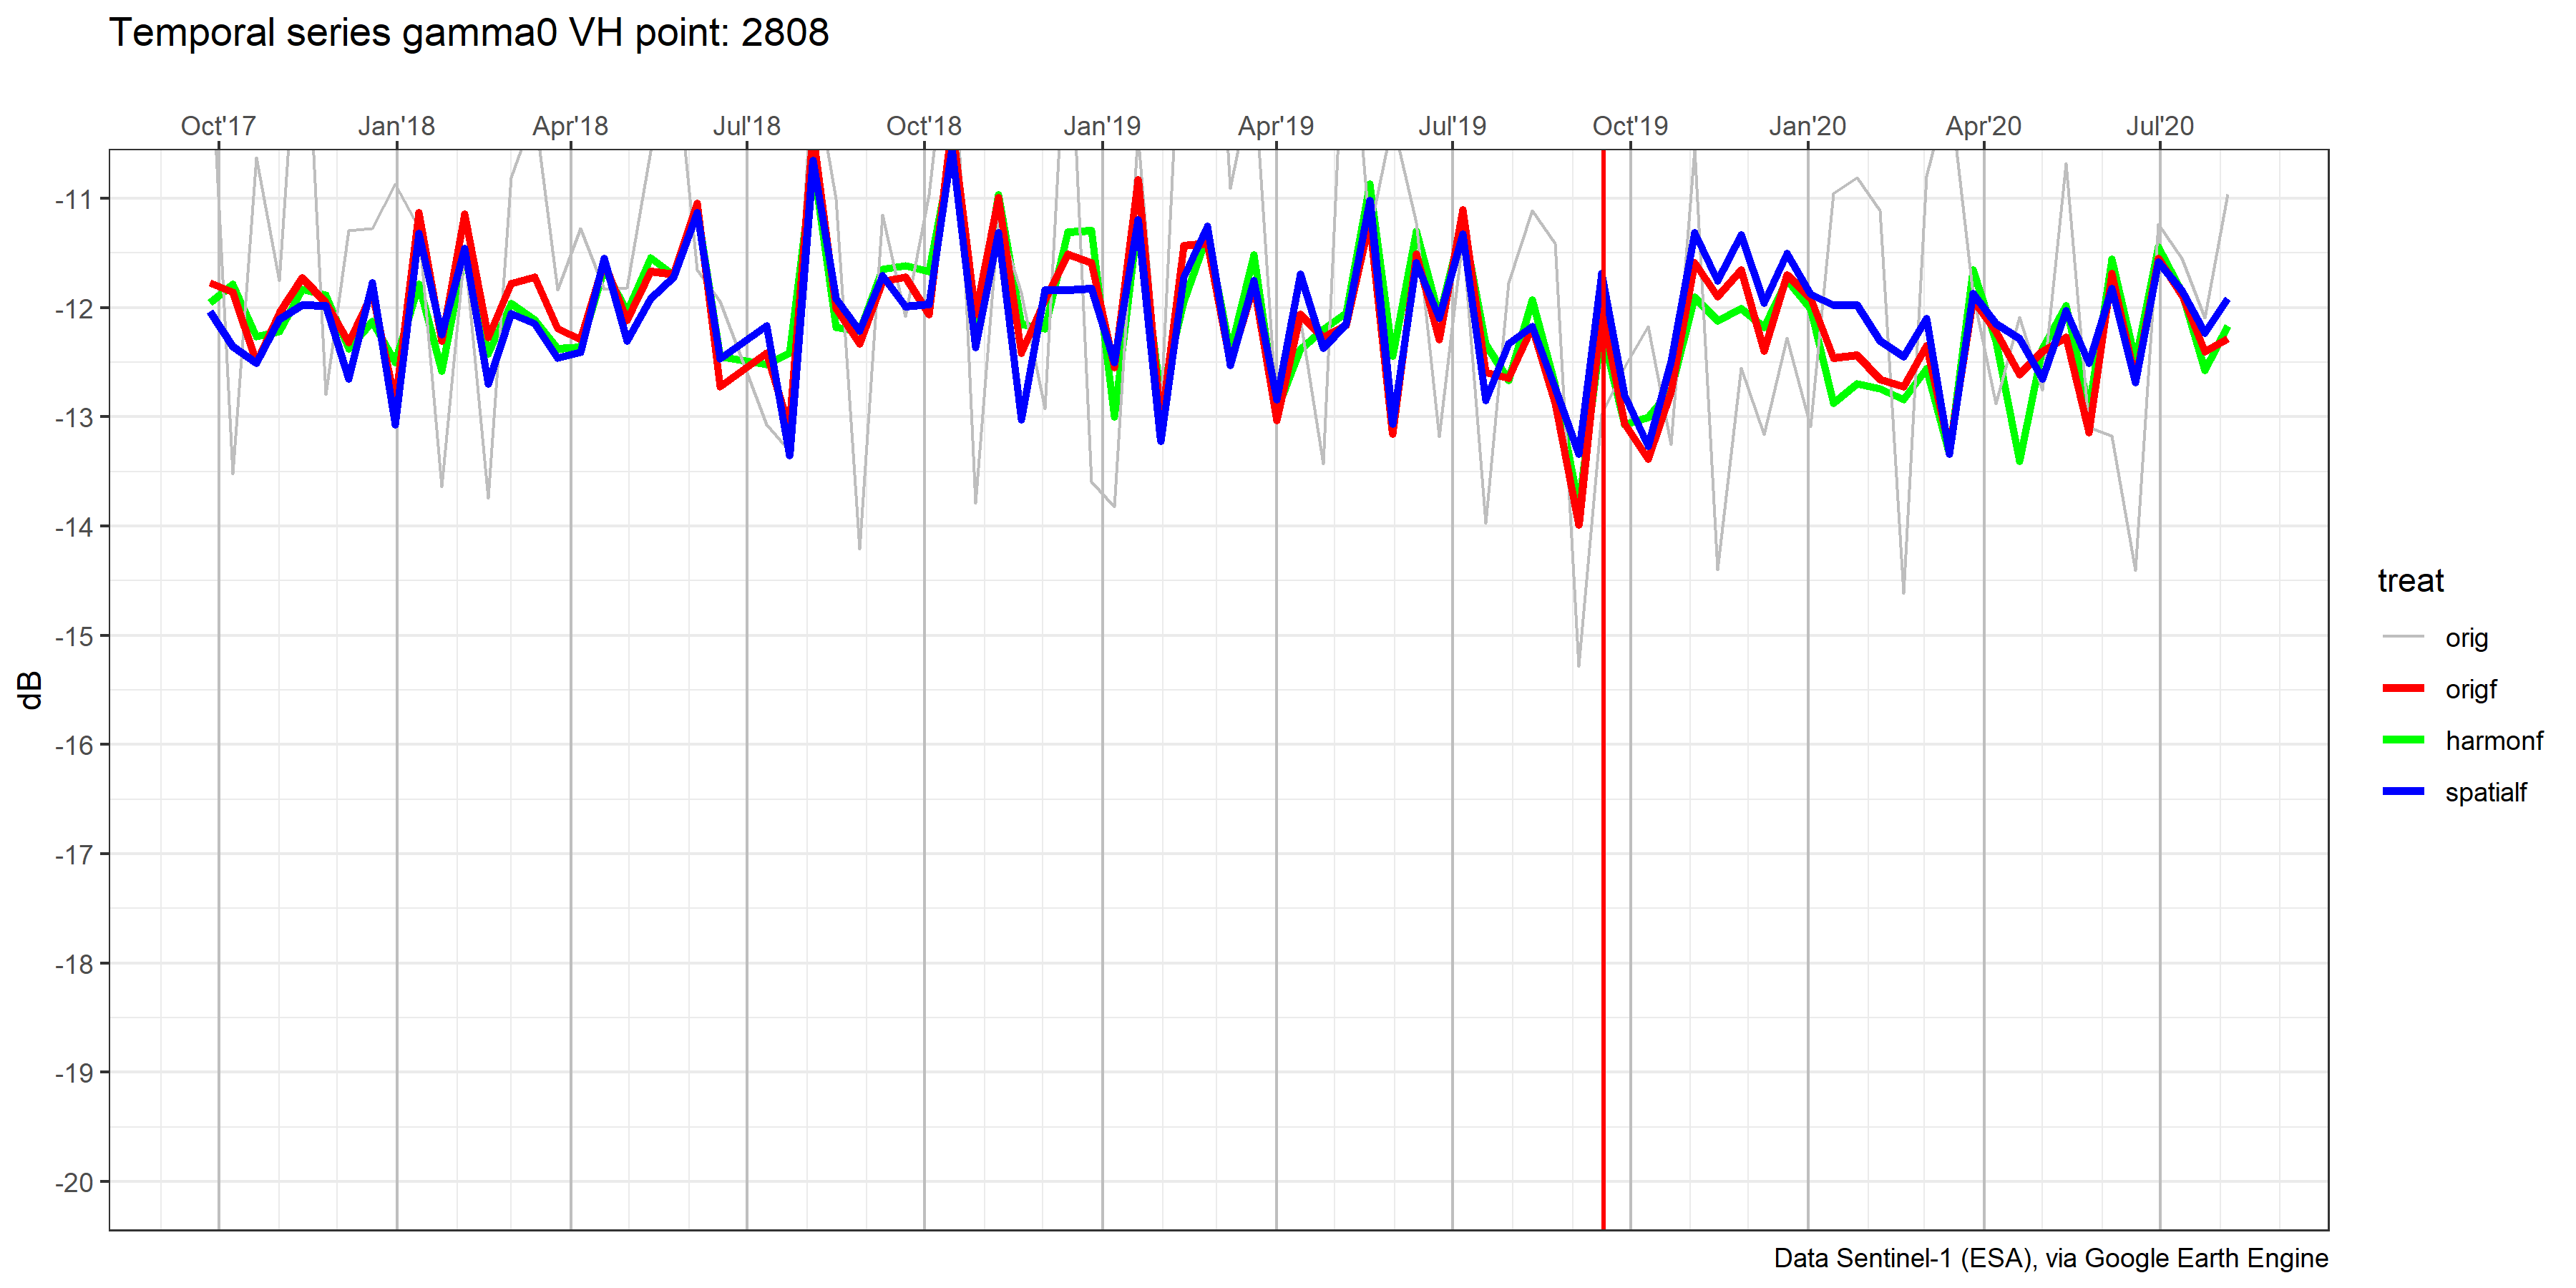 Temporal series gamma0 VH point: 2808
Oct'17 Jan'18 Apr'18 Jul'18 Oct'18 Jan'19 Apr'19 Jul'19 Oct'19 Jan'20 Apr'20 Jul'20
-11
-12
-13
-14
-15
-16
-17
-18
-19
-20
dB
treat
orig
origf
harmonf
spatialf
Data Sentinel-1 (ESA), via Google Earth Engine